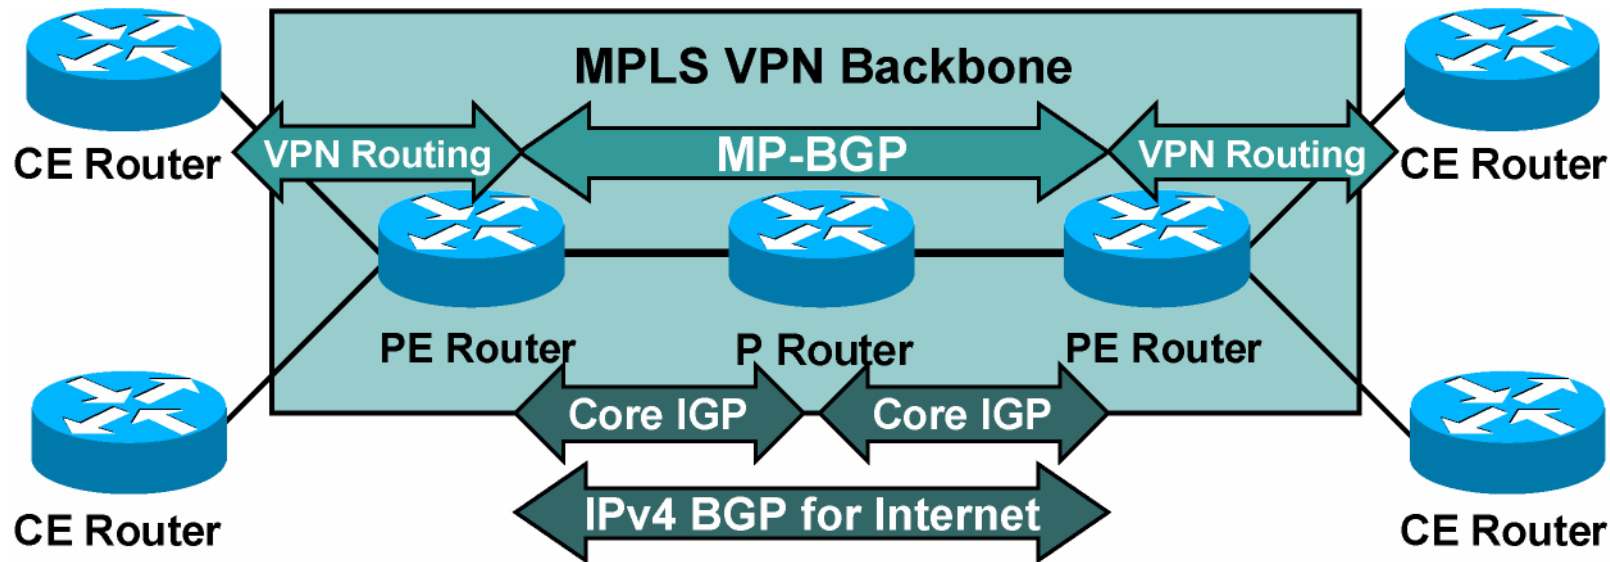 MPLS VPN Backbone
CE Router
VPN Routing
MP-BGP
VPN Routing
CE Router
PE Router
P Router
PE Router
Core IGP
Core IGP
CE Router
IPv4 BGP for Internet
CE Router